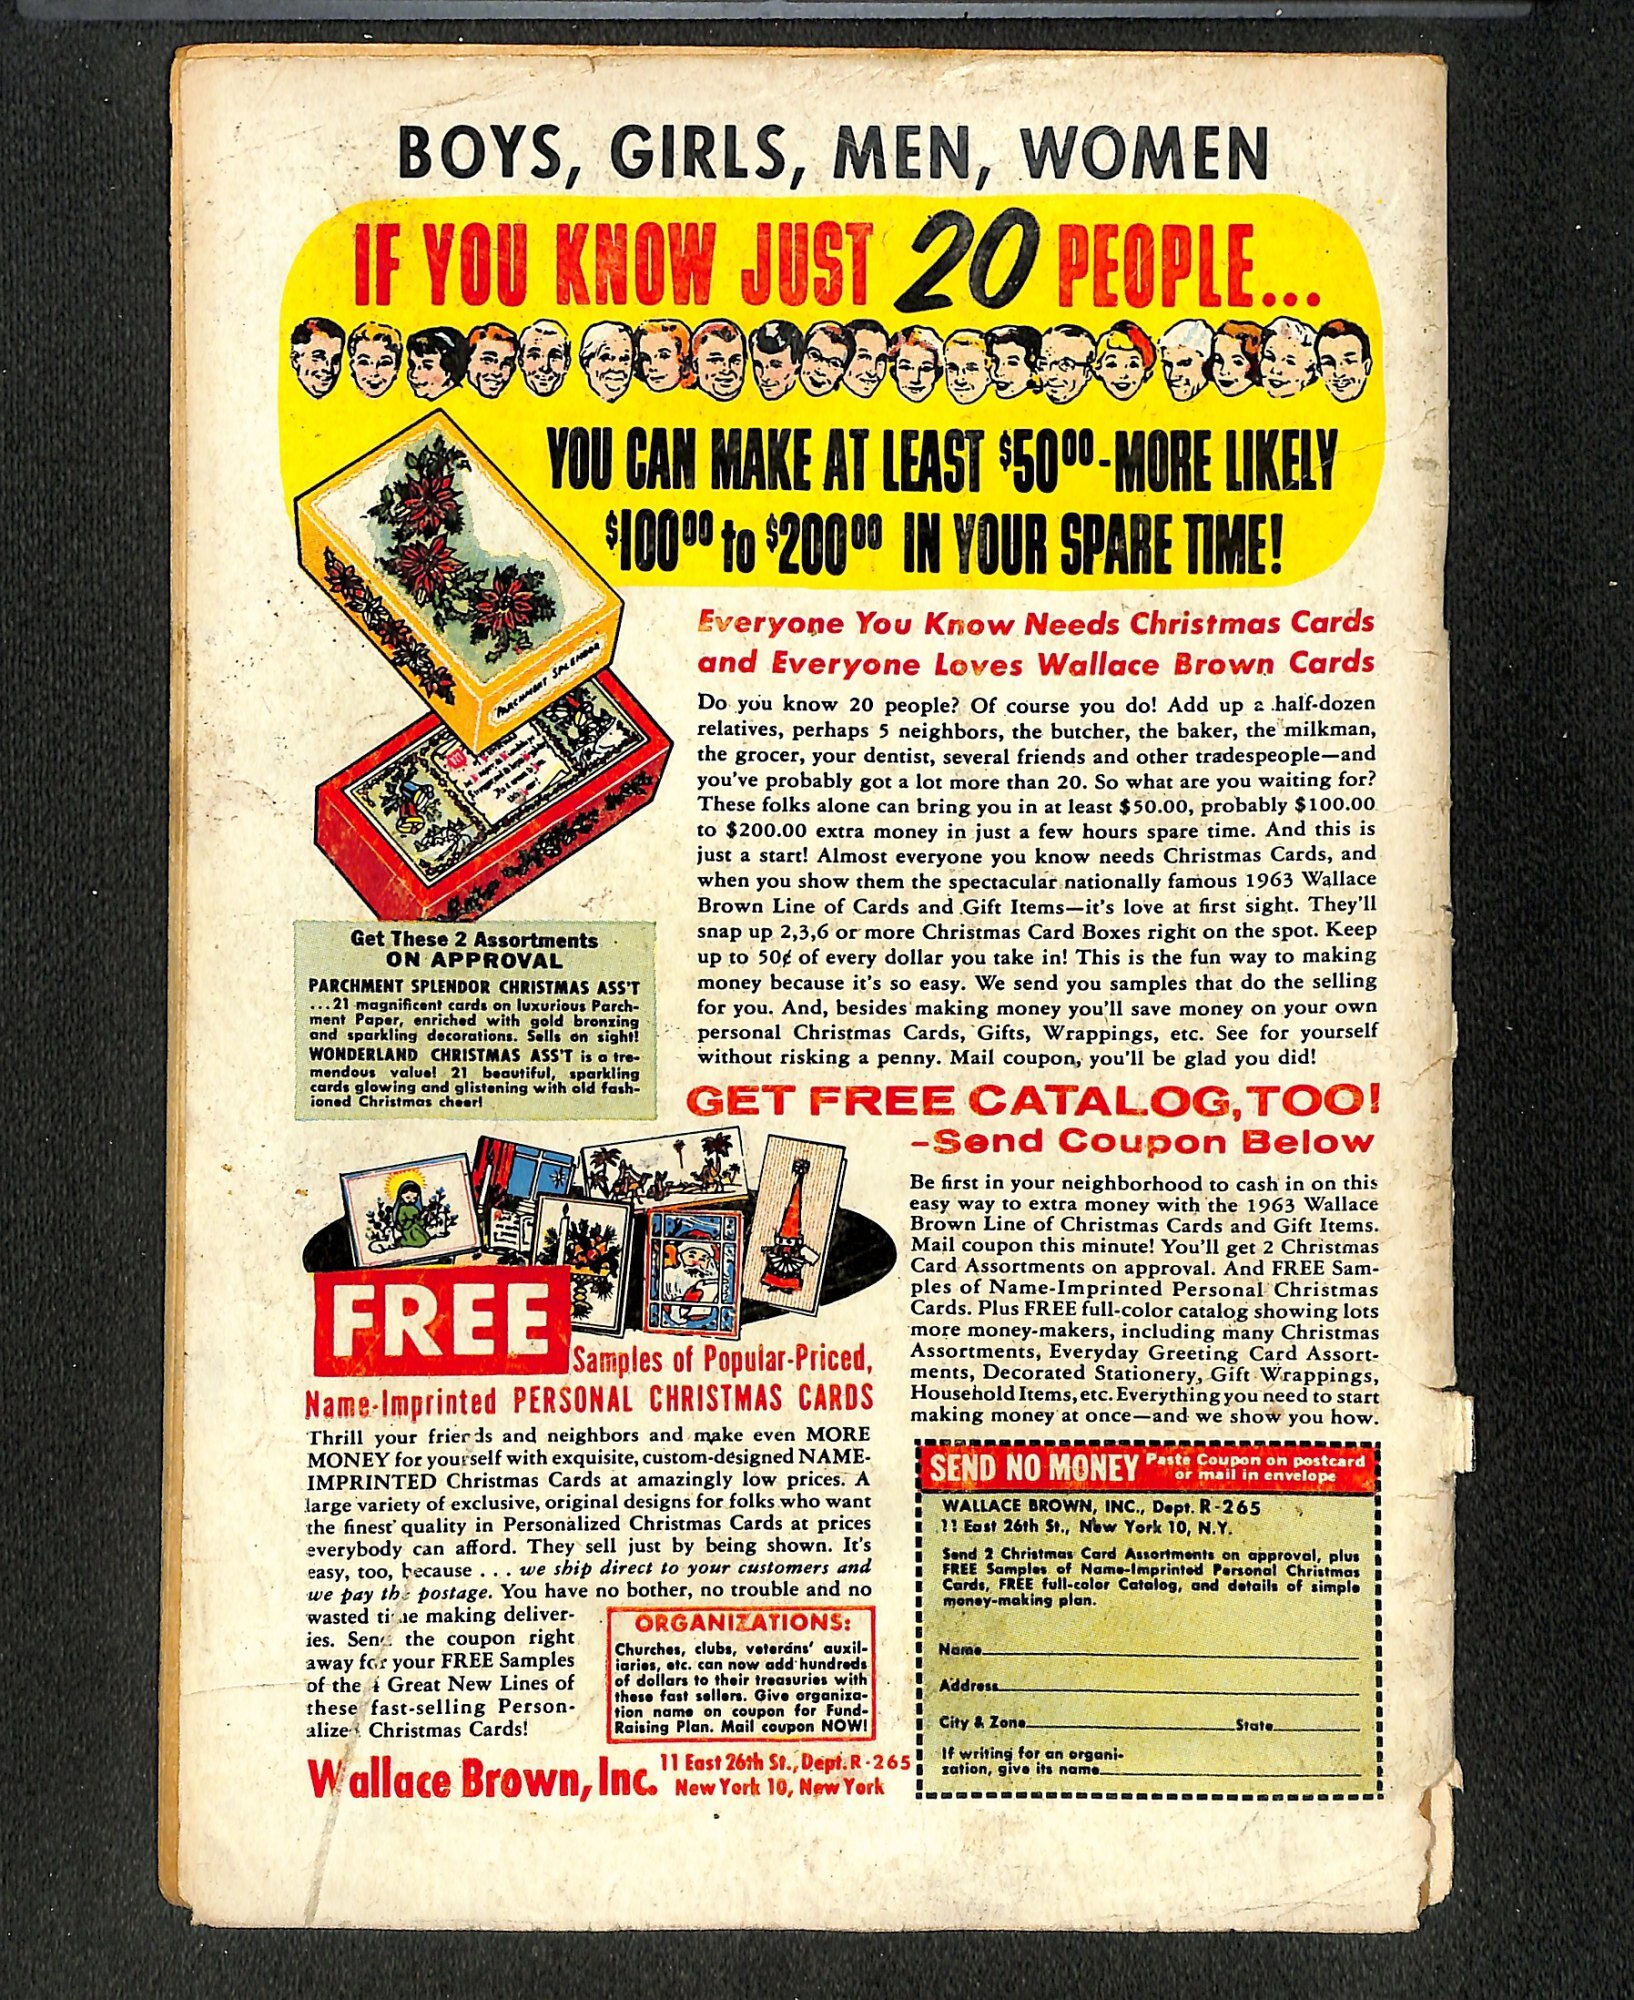 BOYS, GIRLS, MEN, WOMEN
IF YOU KNOW JUST 20 PEOPLE...
YOU CAN MAKE AT LEAST $50⁰⁰-MORE LIKELY
$100⁰⁰ to $200⁰⁰ IN YOUR SPARE TIME!
PARCHMENT SPLENDOR
Everyone You Know Needs Christmas Cards
and Everyone Loves Wallace Brown Cards
Do you know 20 people? Of course you do! Add up a half-dozen
relatives, perhaps 5 neighbors, the butcher, the baker, the milkman,
the grocer, your dentist, several friends and other tradespeople—and
you've probably got a lot more than 20. So what are you waiting for?
These folks alone can bring you in at least $50.00, probably $100.00
to $200.00 extra money in just a few hours spare time. And this is
just a start! Almost everyone you know needs Christmas Cards, and
when you show them the spectacular nationally famous 1963 Wallace
Brown Line of Cards and Gift Items—it's love at first sight. They'll
snap up 2,3,6 or more Christmas Card Boxes right on the spot. Keep
up to 50¢ of every dollar you take in! This is the fun way to making
money because it's so easy. We send you samples that do the selling
for you. And, besides making money you'll save money on your own
personal Christmas Cards, Gifts, Wrappings, etc. See for yourself
without risking a penny. Mail coupon, you'll be glad you did!
Get These 2 Assortments
ON APPROVAL
PARCHMENT SPLENDOR CHRISTMAS ASS'T
...21 magnificent cards on luxurious Parch-
ment Paper, enriched with gold bronzing
and sparkling decorations. Sells on sight!
WONDERLAND CHRISTMAS ASS'T is a tre-
mendous value! 21 beautiful, sparkling
cards glowing and glistening with old fash-
ioned Christmas cheer!
GET FREE CATALOG, TOO!
-Send Coupon Below
Be first in your neighborhood to cash in on this
easy way to extra money with the 1963 Wallace
Brown Line of Christmas Cards and Gift Items.
Mail coupon this minute! You'll get 2 Christmas
Card Assortments on approval. And FREE Sam-
ples of Name-Imprinted Personal Christmas
Cards. Plus FREE full-color catalog showing lots
more money-makers, including many Christmas
Assortments, Everyday Greeting Card Assort-
ments, Decorated Stationery, Gift Wrappings,
Household Items, etc. Everything you need to start
making money at once—and we show you how.
FREE
Samples of Popular-Priced,
Name-Imprinted PERSONAL CHRISTMAS CARDS
Thrill your friends and neighbors and make even MORE
MONEY for yourself with exquisite, custom-designed NAME-
IMPRINTED Christmas Cards at amazingly low prices. A
large variety of exclusive, original designs for folks who want
the finest quality in Personalized Christmas Cards at prices
everybody can afford. They sell just by being shown. It's
easy, too, because . . . we ship direct to your customers and
we pay the postage. You have no bother, no trouble and no
wasted time making deliver-
ies. Send the coupon right
away for your FREE Samples
of the 4 Great New Lines of
these fast-selling Person-
alized Christmas Cards!
ORGANIZATIONS:
Churches, clubs, veterans' auxil-
iaries, etc. can now add hundreds
of dollars to their treasuries with
these fast sellers. Give organiza-
tion name on coupon for Fund-
Raising Plan. Mail coupon NOW!
Wallace Brown, Inc. 11 East 26th St., Dept. R-265
New York 10, New York
SEND NO MONEY Paste Coupon on postcard
or mail in envelope
WALLACE BROWN, INC., Dept. R-265
11 East 26th St., New York 10, N.Y.
Send 2 Christmas Card Assortments on approval, plus
FREE Samples of Name-Imprinted Personal Christmas
Cards, FREE full-color Catalog, and details of simple
money-making plan.
Name
Address
City & Zone State
If writing for an organi-
zation, give its name